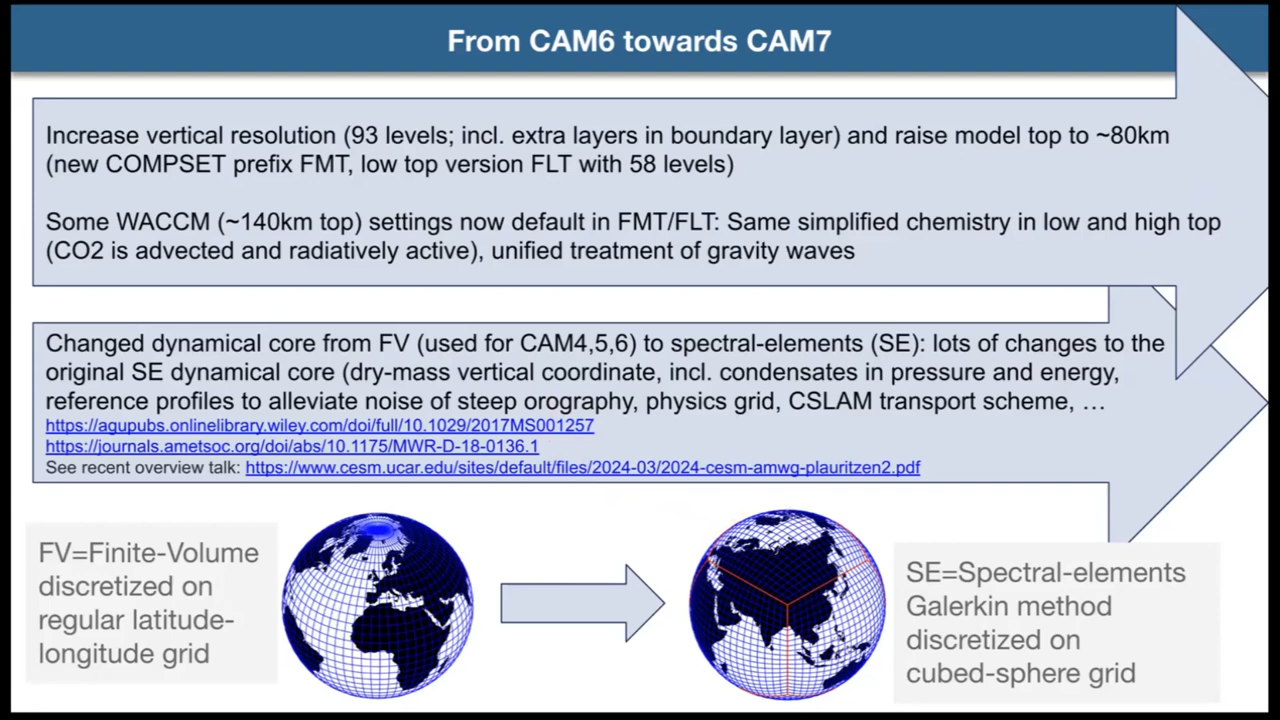 From CAM6 towards CAM7
Increase vertical resolution (93 levels; incl. extra layers in boundary layer) and raise model top to ~80km
(new COMPSET prefix FMT, low top version FLT with 58 levels)
Some WACCM (~140km top) settings now default in FMT/FLT: Same simplified chemistry in low and high top
(CO2 is advected and radiatively active), unified treatment of gravity waves
Changed dynamical core from FV (used for CAM4,5,6) to spectral-elements (SE): lots of changes to the
original SE dynamical core (dry-mass vertical coordinate, incl. condensates in pressure and energy,
reference profiles to alleviate noise of steep orography, physics grid, CSLAM transport scheme, …
https://agupubs.onlinelibrary.wiley.com/doi/full/10.1029/2017MS001257
https://journals.ametsoc.org/doi/abs/10.1175/MWR-D-18-0136.1
See recent overview talk: https://www.cesm.ucar.edu/sites/default/files/2024-03/2024-cesm-amwg-plauritzen2.pdf
FV=Finite-Volume
discretized on
regular latitude-
longitude grid
SE=Spectral-elements
Galerkin method
discretized on
cubed-sphere grid